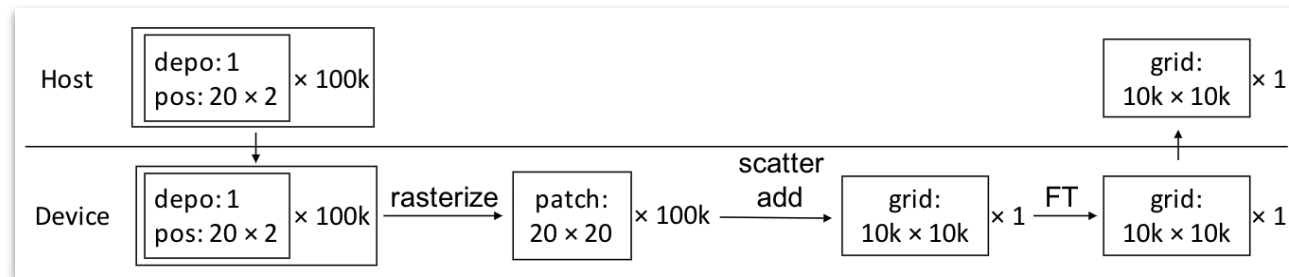 Host
depo: 1
pos: 20 × 2
× 100k
grid:
10k × 10k
× 1
Device
depo: 1
pos: 20 × 2
× 100k
rasterize
patch:
20 × 20
× 100k
scatter
add
grid:
10k × 10k
× 1
FT
grid:
10k × 10k
× 1